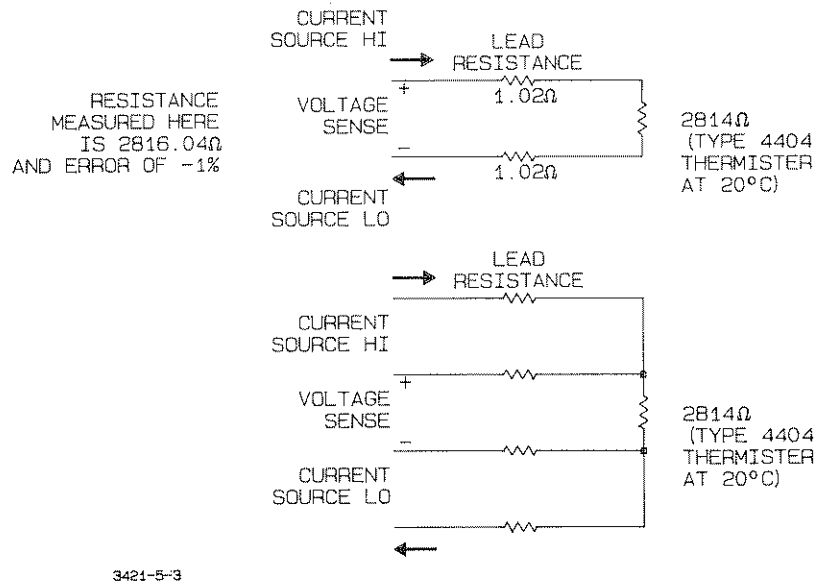 CURRENT
SOURCE HI
LEAD
RESISTANCE
1.02Ω
+
RESISTANCE
MEASURED HERE
IS 2816.04Ω
AND ERROR OF -1%
VOLTAGE
SENSE
2814Ω
(TYPE 4404
THERMISTER
AT 20°C)
−
1.02Ω
CURRENT
SOURCE LO
LEAD
RESISTANCE
CURRENT
SOURCE HI
+
VOLTAGE
SENSE
2814Ω
(TYPE 4404
THERMISTER
AT 20°C)
−
CURRENT
SOURCE LO
3421-5-3